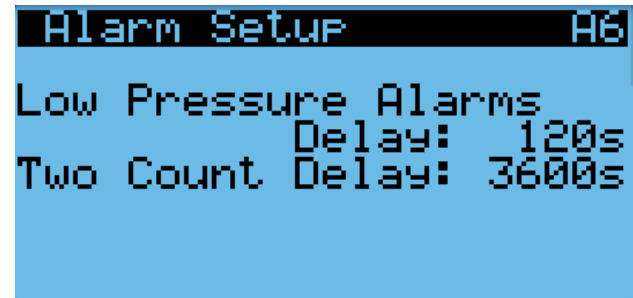 Alarm Setup A6
Low Pressure Alarms
Delay: 120s
Two Count Delay: 3600s